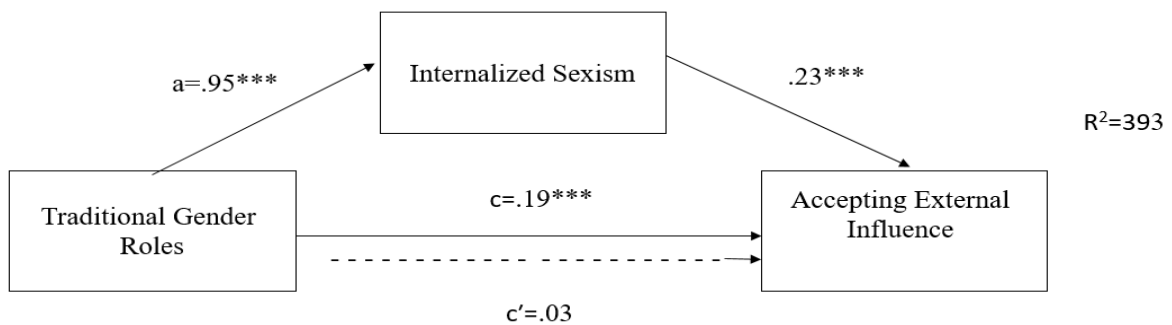 Internalized Sexism
a=.95***
.23***
R²=393
Traditional Gender
Roles
c=.19***
Accepting External
Influence
c′=.03